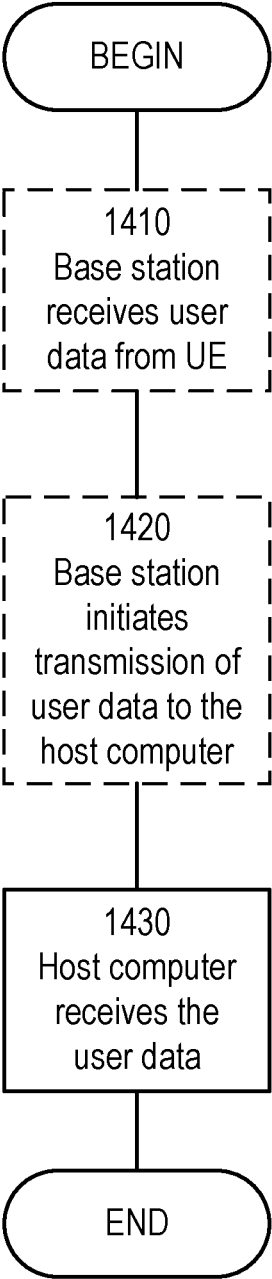 BEGIN
1410
Base station
receives user
data from UE
1420
Base station
initiates
transmission of
user data to the
host computer
1430
Host computer
receives the
user data
END